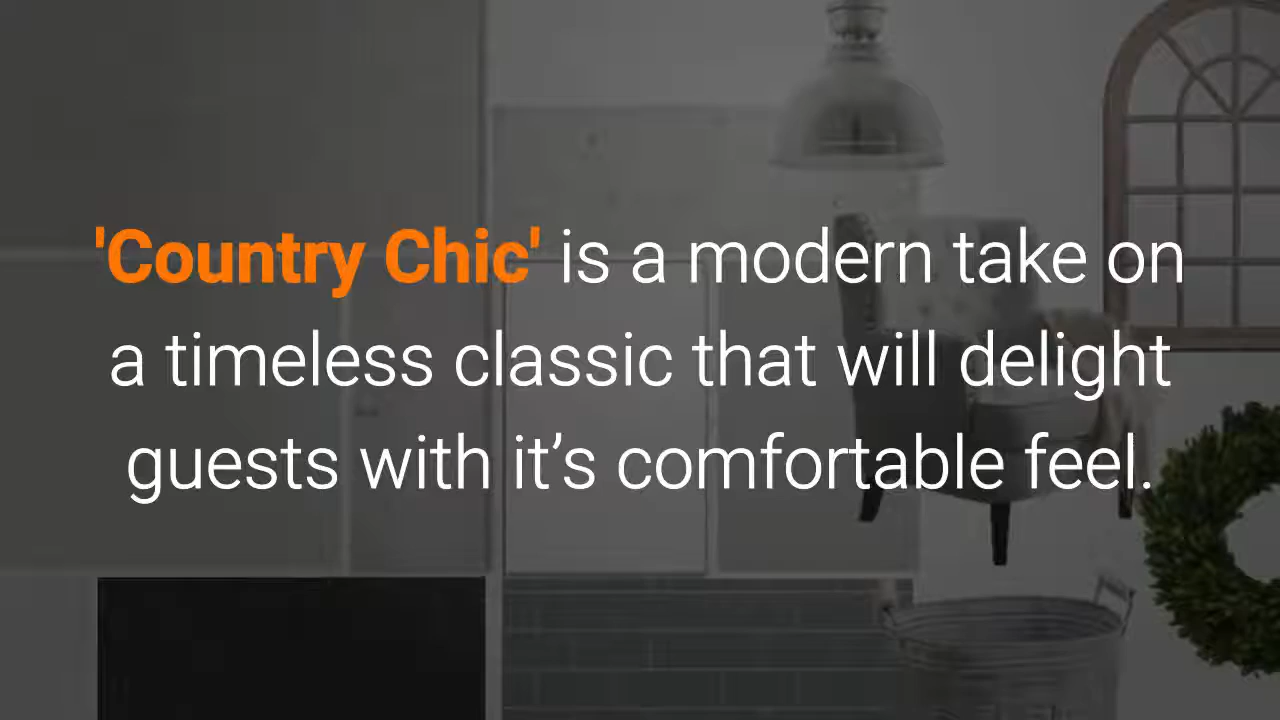 'Country Chic' is a modern take on
a timeless classic that will delight
guests with it’s comfortable feel.